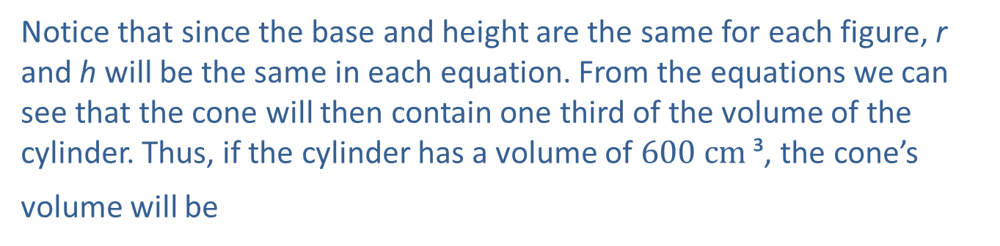 Notice that since the base and height are the same for each figure, r
and h will be the same in each equation. From the equations we can
see that the cone will then contain one third of the volume of the
cylinder. Thus, if the cylinder has a volume of 600 cm ³, the cone’s
volume will be